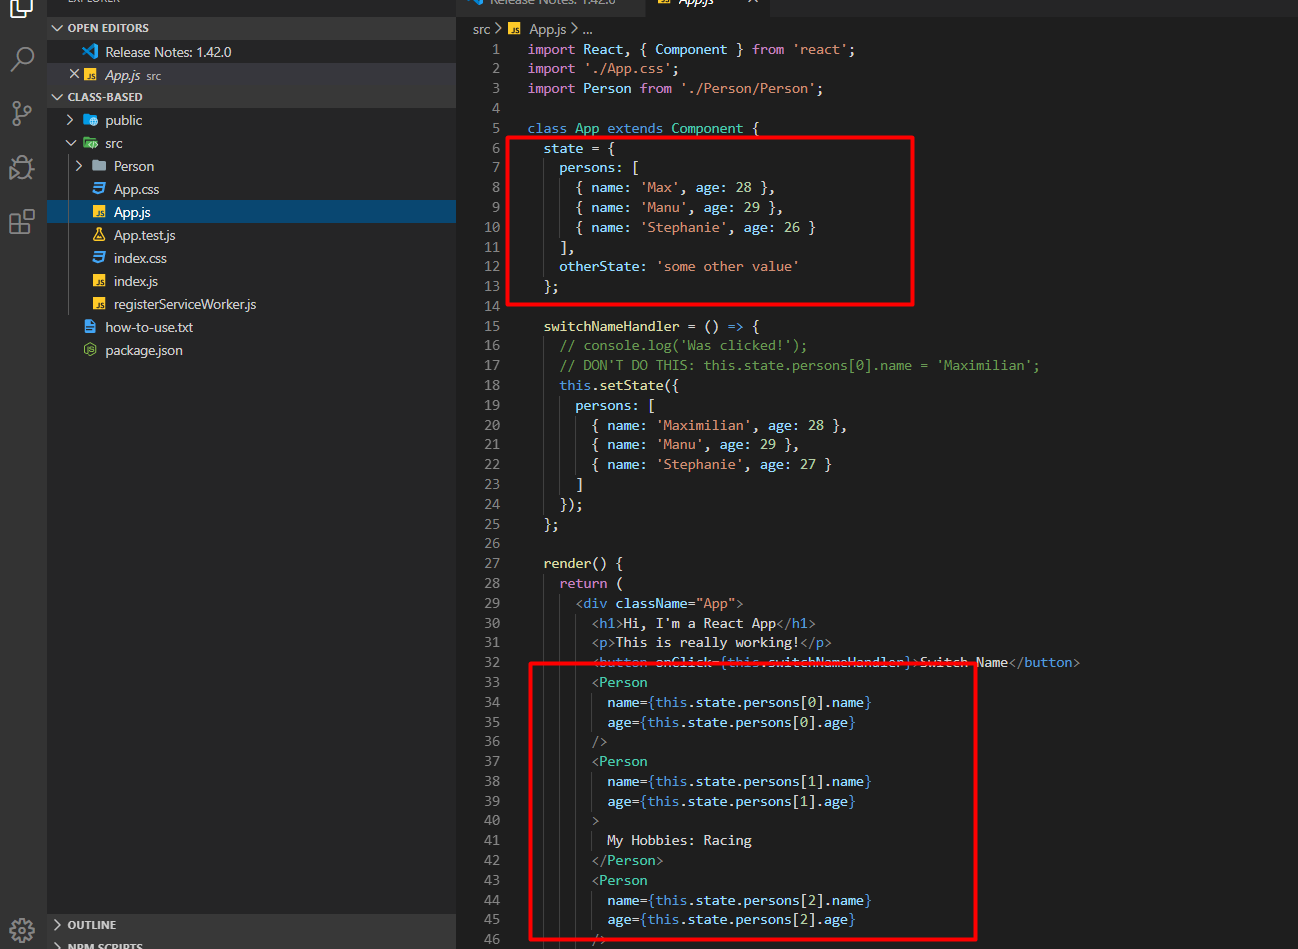 EXPLORER
OPEN EDITORS
Release Notes: 1.42.0
App.js src
CLASS-BASED
public
src
Person
App.css
App.js
App.test.js
index.css
index.js
registerServiceWorker.js
how-to-use.txt
package.json
OUTLINE
NPM SCRIPTS
Release Notes: 1.42.0
App.js
src > App.js > ...
1 import React, { Component } from 'react';
2 import './App.css';
3 import Person from './Person/Person';
4
5 class App extends Component {
6 state = {
7 persons: [
8 { name: 'Max', age: 28 },
9 { name: 'Manu', age: 29 },
10 { name: 'Stephanie', age: 26 }
11 ],
12 otherState: 'some other value'
13 };
14
15 switchNameHandler = () => {
16 // console.log('Was clicked!');
17 // DON'T DO THIS: this.state.persons[0].name = 'Maximilian';
18 this.setState({
19 persons: [
20 { name: 'Maximilian', age: 28 },
21 { name: 'Manu', age: 29 },
22 { name: 'Stephanie', age: 27 }
23 ]
24 });
25 };
26
27 render() {
28 return (
29 <div className="App">
30 <h1>Hi, I'm a React App</h1>
31 <p>This is really working!</p>
32 <button onClick={this.switchNameHandler}>Switch Name</button>
33 <Person
34 name={this.state.persons[0].name}
35 age={this.state.persons[0].age}
36 />
37 <Person
38 name={this.state.persons[1].name}
39 age={this.state.persons[1].age}
40 >
41 My Hobbies: Racing
42 </Person>
43 <Person
44 name={this.state.persons[2].name}
45 age={this.state.persons[2].age}
46 />